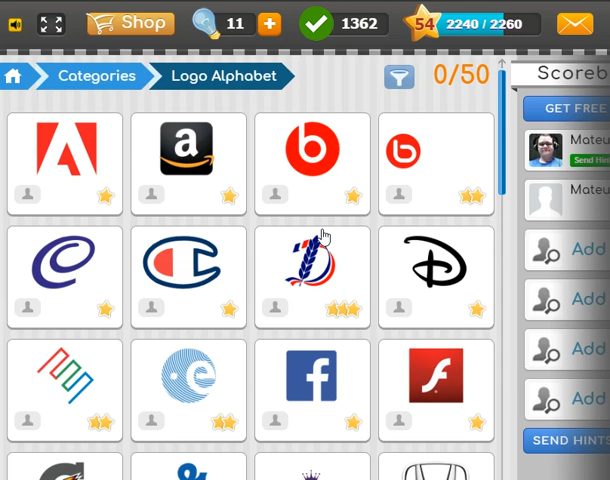 Shop 11 + 1362 54 2240 / 2260
Categories Logo Alphabet 0/50 Scoreb
GET FREE
a b b Mateu
Send Hin
Mateu
Add
C D D
Add
Add
e f f Add
SEND HINTS
&